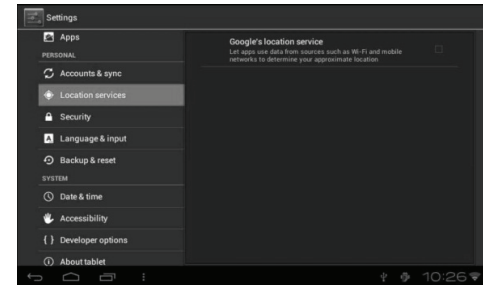 Settings
Apps
PERSONAL
Accounts & sync
Location services
Security
Language & input
Backup & reset
SYSTEM
Date & time
Accessibility
{ } Developer options
About tablet
Google's location service
Let apps use data from sources such as Wi-Fi and mobile
networks to determine your approximate location
10:26